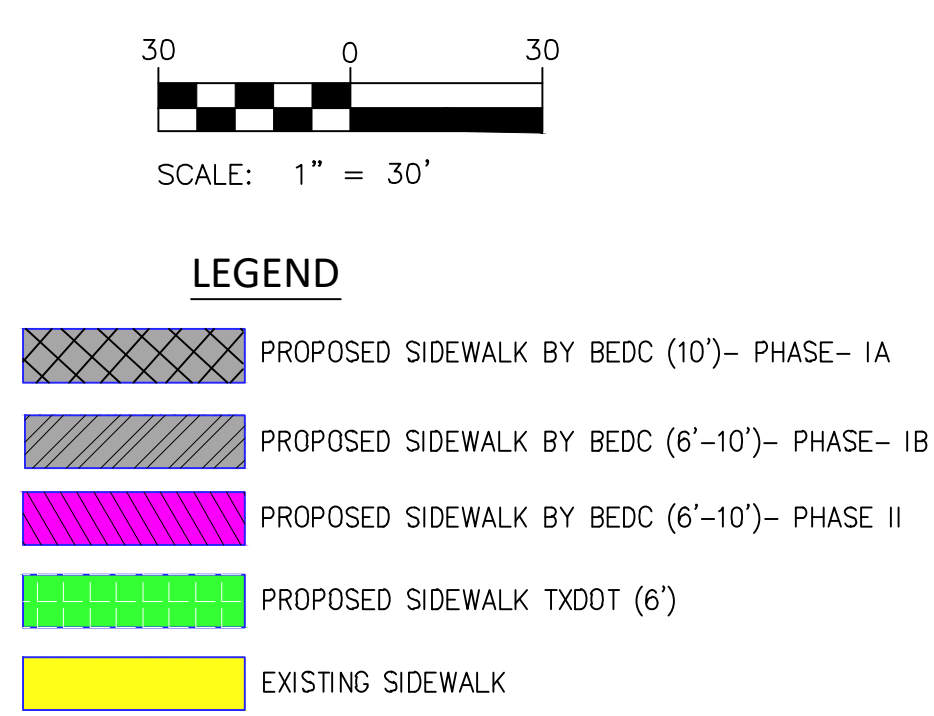 30 0 30
SCALE: 1" = 30'
LEGEND
PROPOSED SIDEWALK BY BEDC (10')- PHASE- IA
PROPOSED SIDEWALK BY BEDC (6'-10')- PHASE- IB
PROPOSED SIDEWALK BY BEDC (6'-10')- PHASE II
PROPOSED SIDEWALK TXDOT (6')
EXISTING SIDEWALK